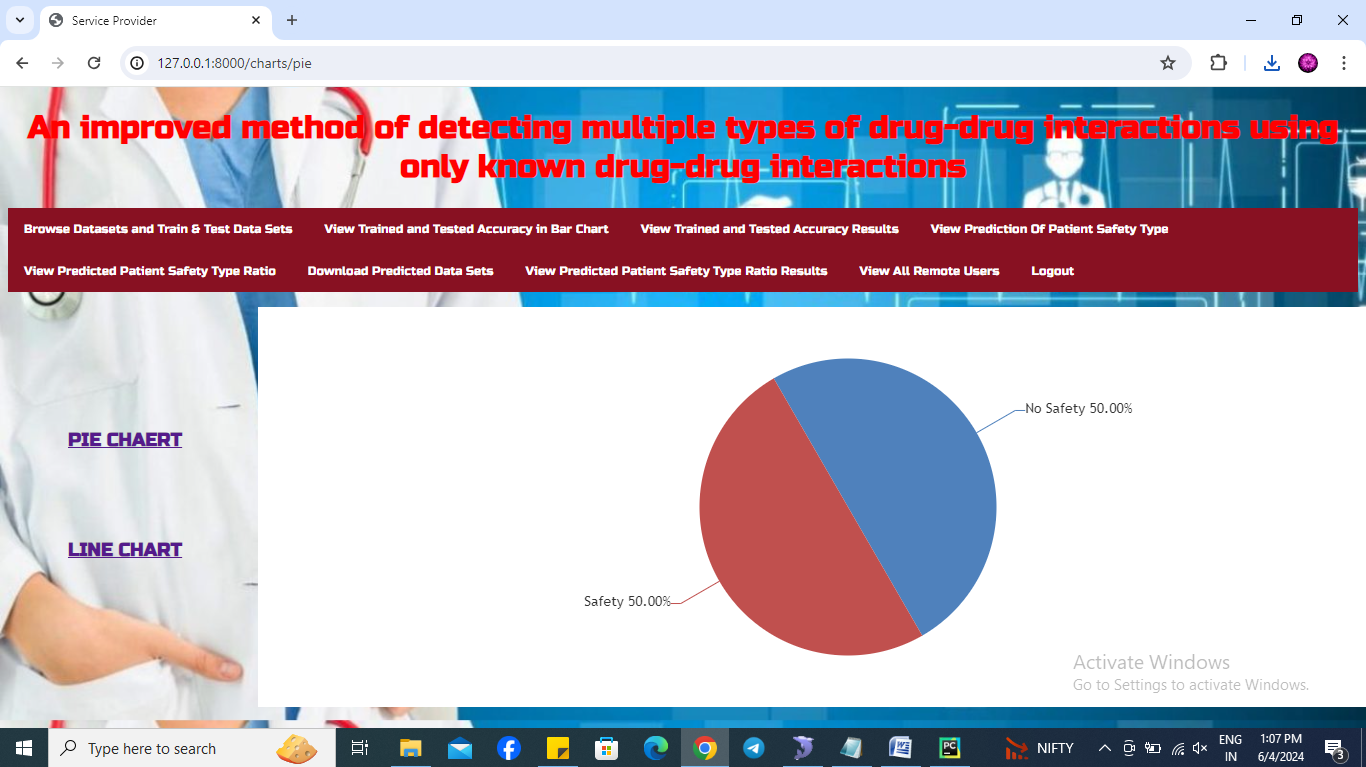 Service Provider
127.0.0.1:8000/charts/pie
An improved method of detecting multiple types of drug-drug interactions using
only known drug-drug interactions
Browse Datasets and Train & Test Data Sets View Trained and Tested Accuracy in Bar Chart View Trained and Tested Accuracy Results View Prediction Of Patient Safety Type
View Predicted Patient Safety Type Ratio Download Predicted Data Sets View Predicted Patient Safety Type Ratio Results View All Remote Users Logout
No Safety 50.00%
PIE CHAERT
LINE CHART
Safety 50.00%
Activate Windows
Go to Settings to activate Windows.
Type here to search
W
PC
NIFTY
ENG
IN
1:07 PM
6/4/2024
3